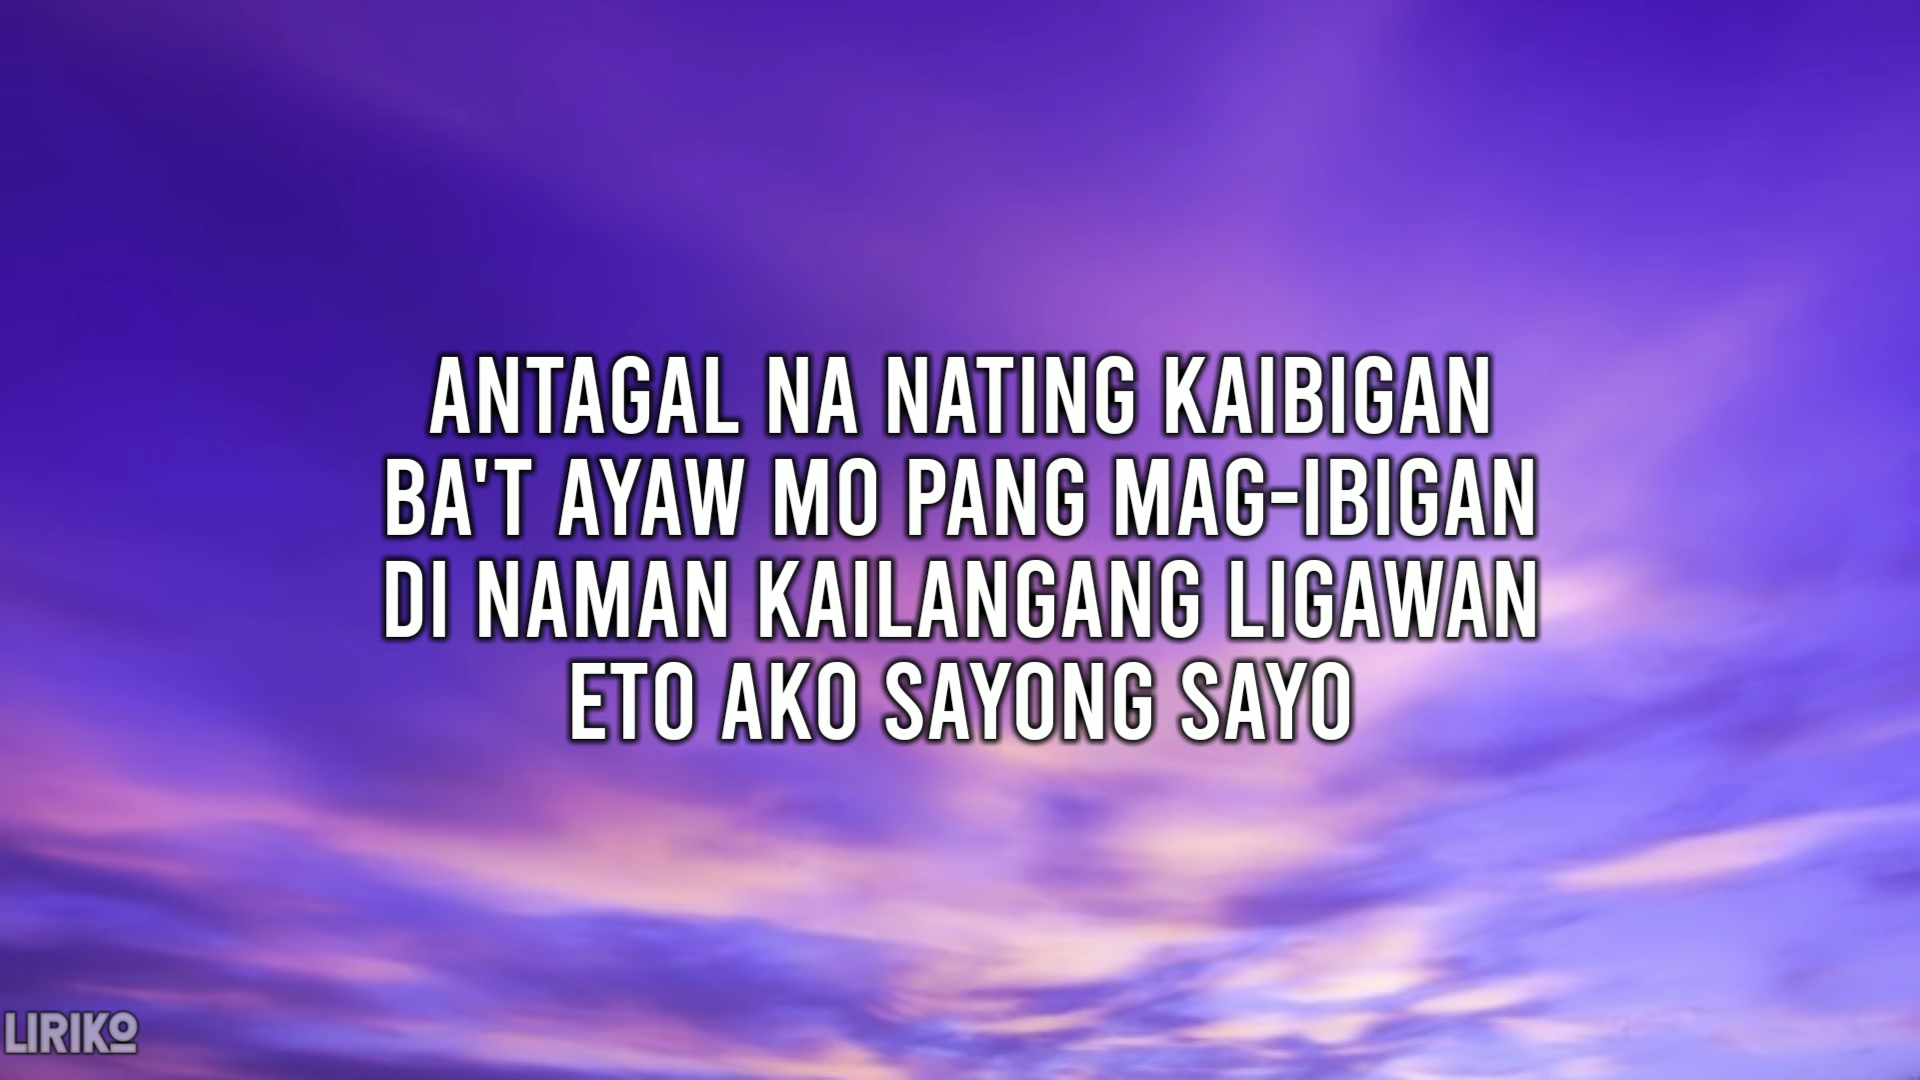 ANTAGAL NA NATING KAIBIGAN
BA'T AYAW MO PANG MAG-IBIGAN
DI NAMAN KAILANGANG LIGAWAN
ETO AKO SAYONG SAYO
LIRIKO